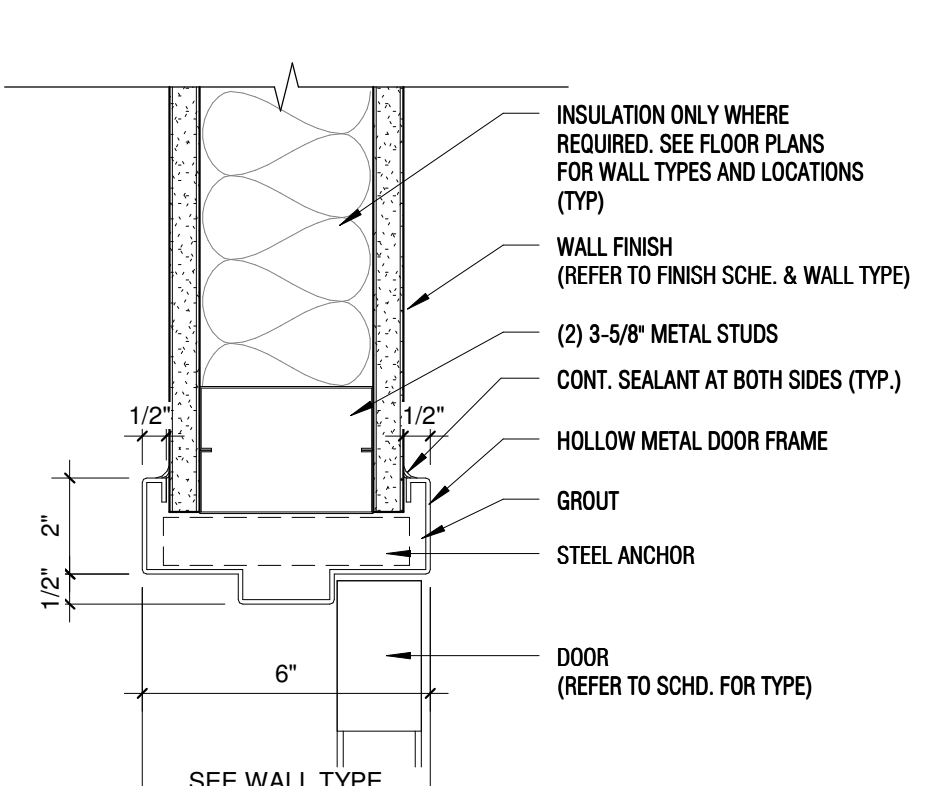 INSULATION ONLY WHERE
REQUIRED. SEE FLOOR PLANS
FOR WALL TYPES AND LOCATIONS
(TYP)
WALL FINISH
(REFER TO FINISH SCHE. & WALL TYPE)
(2) 3-5/8" METAL STUDS
CONT. SEALANT AT BOTH SIDES (TYP.)
1/2"
1/2"
HOLLOW METAL DOOR FRAME
GROUT
2"
STEEL ANCHOR
1/2"
DOOR
(REFER TO SCHD. FOR TYPE)
6"
SEE WALL TYPE